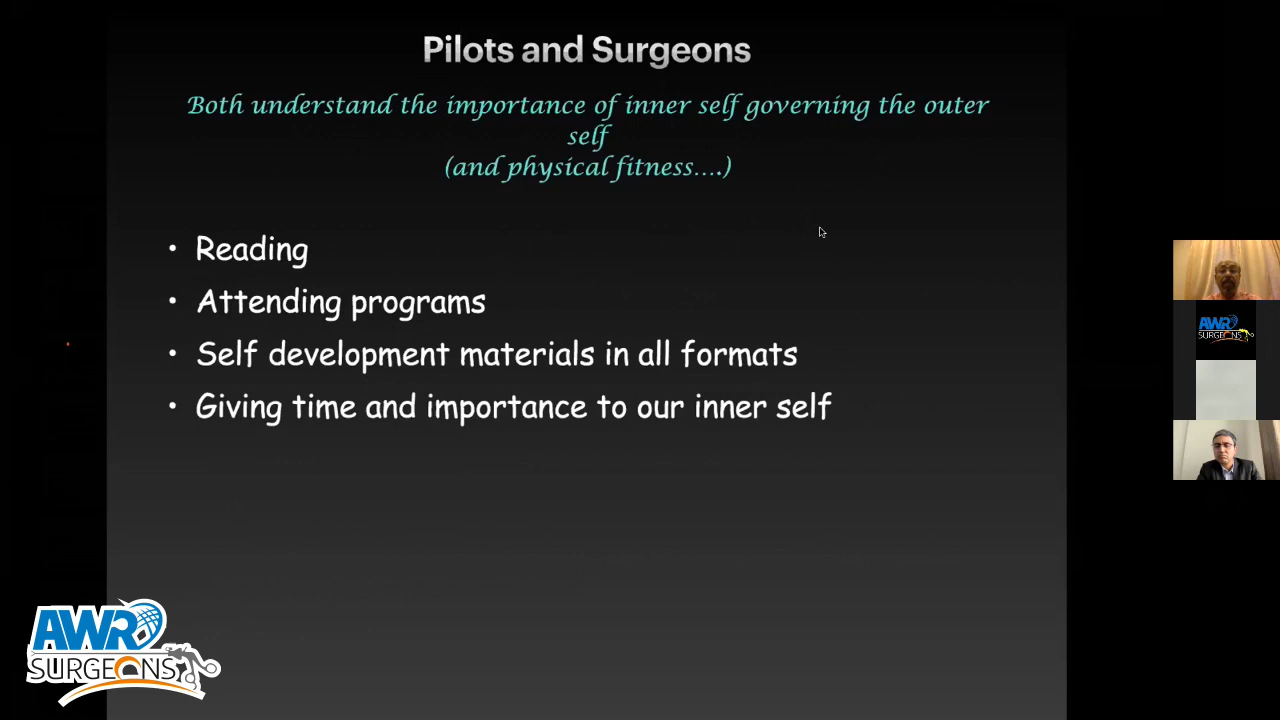 Pilots and Surgeons
Both understand the importance of inner self governing the outer
self
(and physical fitness....)
• Reading
• Attending programs
• Self development materials in all formats
• Giving time and importance to our inner self
AWR
SURGEONS
AWR
SURGEONS